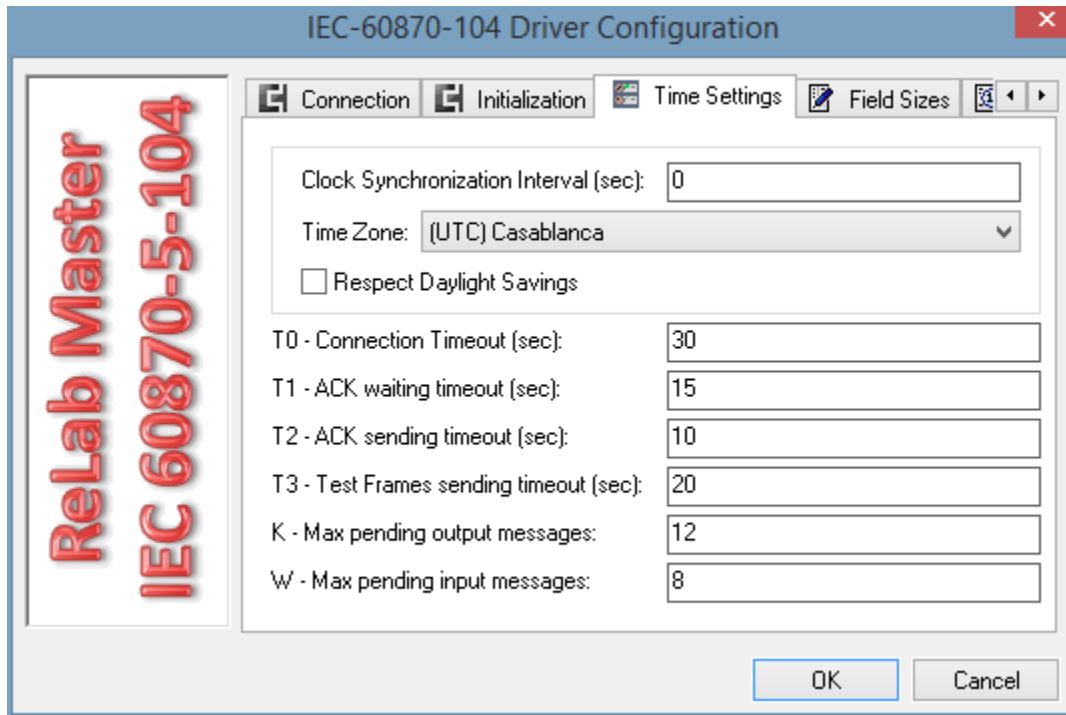 IEC-60870-104 Driver Configuration
ReLab Master
IEC 60870-5-104
Connection Initialization Time Settings Field Sizes
Clock Synchronization Interval (sec): 0
Time Zone: (UTC) Casablanca
Respect Daylight Savings
T0 - Connection Timeout (sec): 30
T1 - ACK waiting timeout (sec): 15
T2 - ACK sending timeout (sec): 10
T3 - Test Frames sending timeout (sec): 20
K - Max pending output messages: 12
W - Max pending input messages: 8
OK Cancel